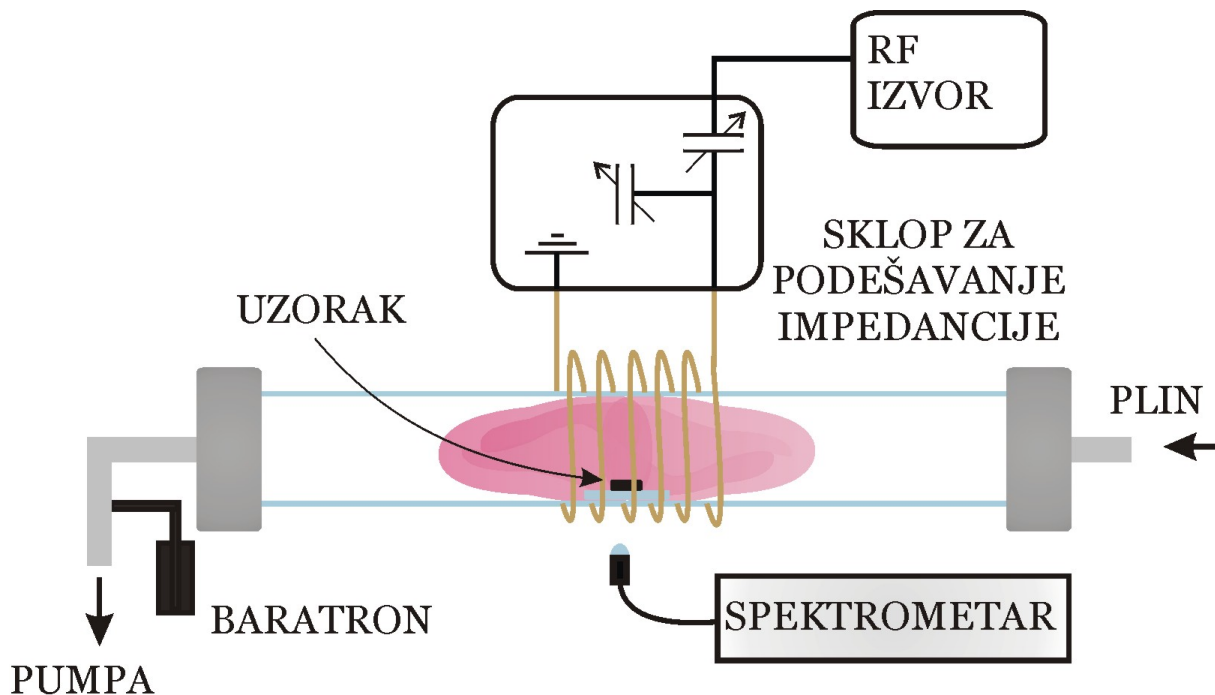 RF
IZVOR
SKLOP ZA
PODEŠAVANJE
IMPEDANCIJE
UZORAK
PLIN
BARATRON
SPEKTROMETAR
PUMPA